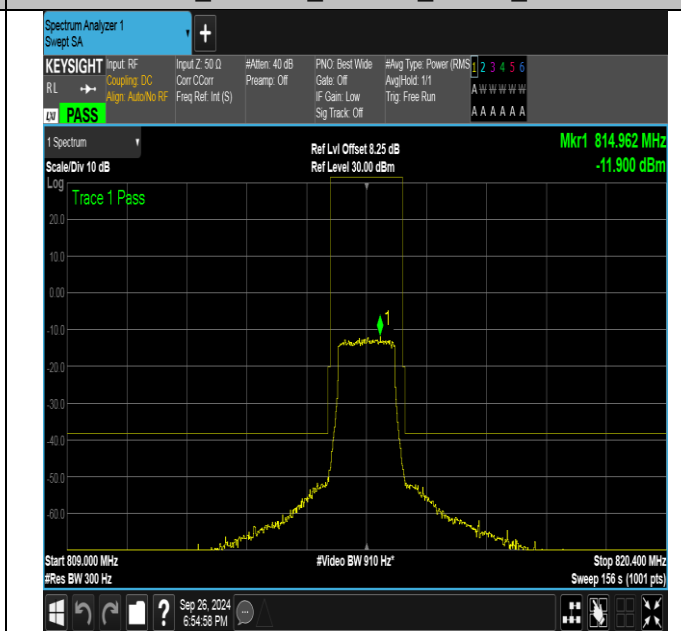 Spectrum Analyzer 1
Swept SA
+
KEYSIGHT
RL
LXI PASS
Input: RF
Coupling: DC
Align: Auto/No RF
Input Z: 50 Ω
Corr CCorr
Freq Ref: Int (S)
#Atten: 40 dB
Preamp: Off
PNO: Best Wide
Gate: Off
IF Gain: Low
Sig Track: Off
#Avg Type: Power (RMS
Avg|Hold: 1/1
Trig: Free Run
1 2 3 4 5 6
A W W W W W
A A A A A A
1 Spectrum
Scale/Div 10 dB
Log
Ref Lvl Offset 8.25 dB
Ref Level 30.00 dBm
Mkr1 814.962 MHz
-11.900 dBm
Trace 1 Pass
20.0
10.0
0.00
-10.0
1
-20.0
-30.0
-40.0
-50.0
-60.0
Start 809.000 MHz
#Res BW 300 Hz
#Video BW 910 Hz*
Stop 820.400 MHz
Sweep 156 s (1001 pts)
?
Sep 26, 2024
6:54:58 PM